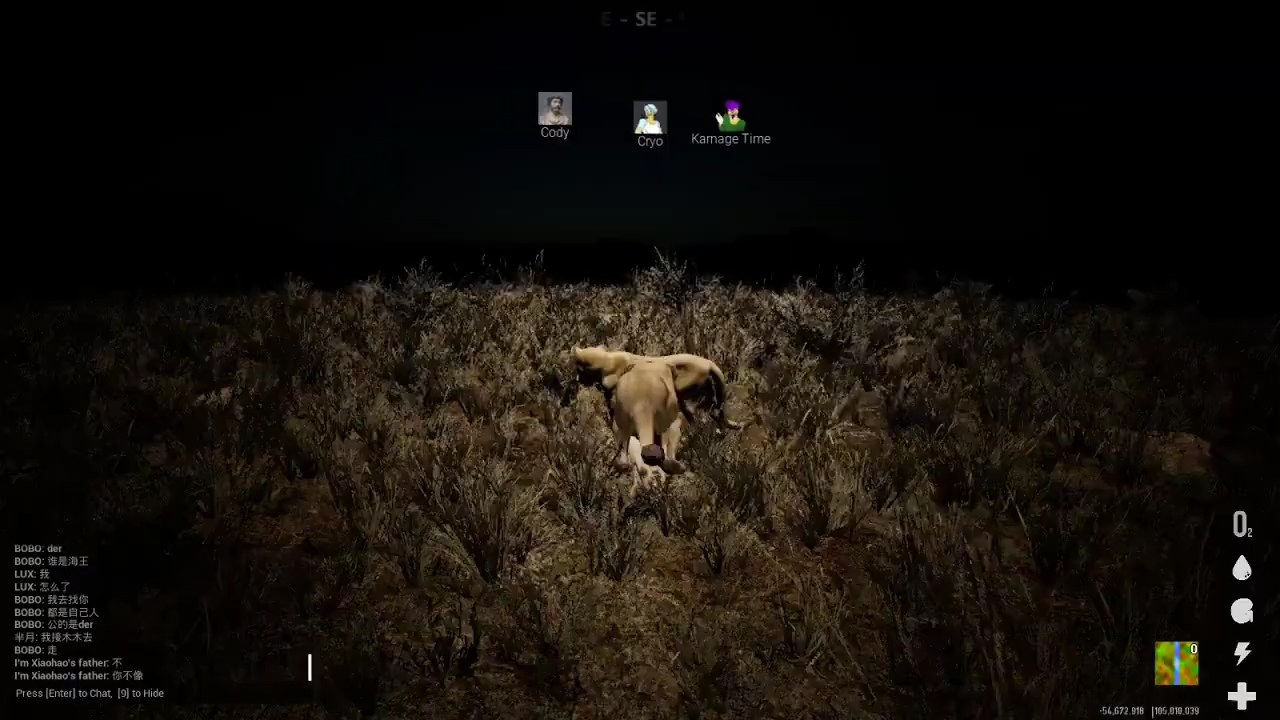 E - SE -
Cody
Cryo
Karnage Time
BOBO: der
BOBO: 谁是海王
LUX: 我
LUX: 怎么了
BOBO: 我去找你
BOBO: 都是自己人
BOBO: 公的是der
芈月: 我接木木去
BOBO: 走
I'm Xiaohao's father: 不
I'm Xiaohao's father: 你不像
Press [Enter] to Chat, [9] to Hide
O2
0
-54,672.918 |105,010.039